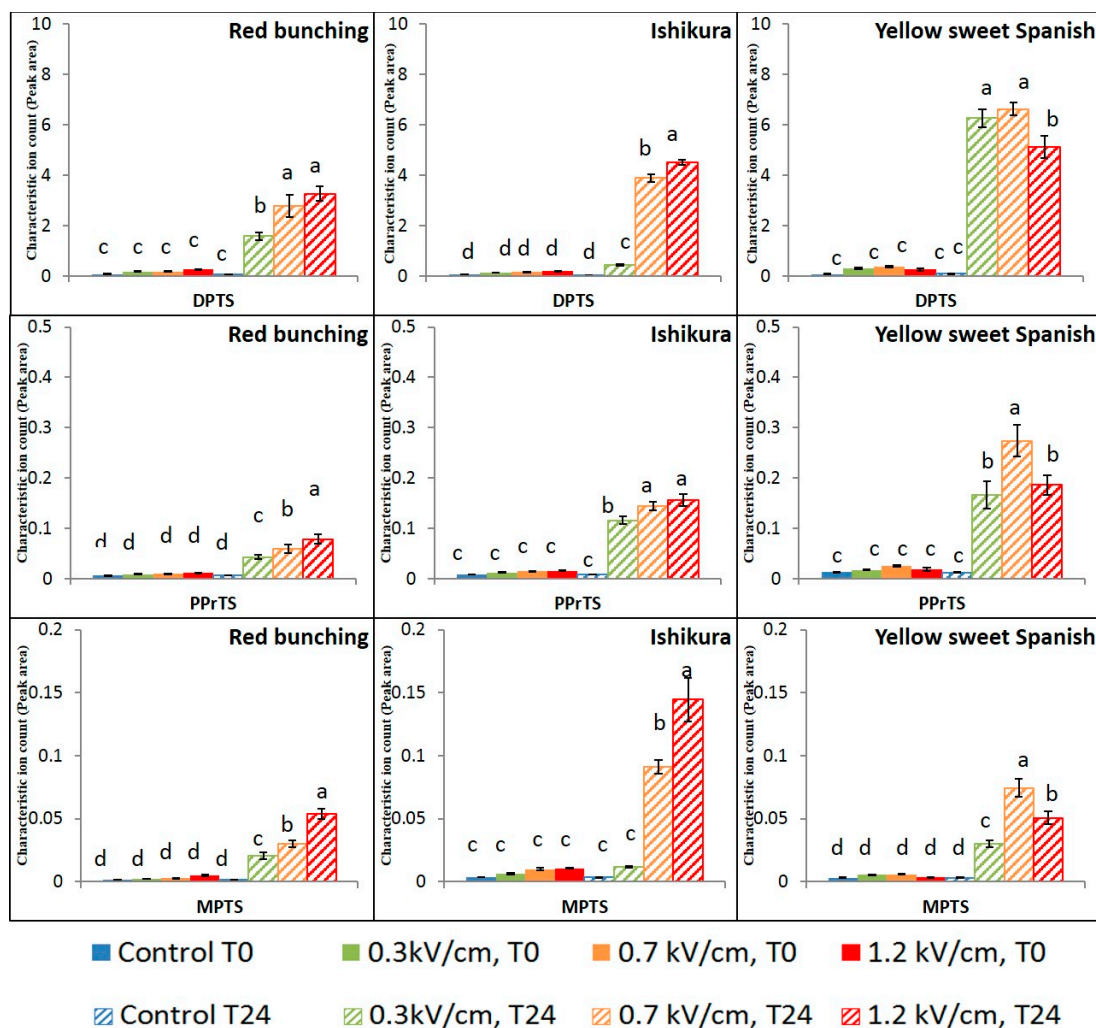 Red bunching
Characteristic ion count (Peak area)
10
8
6
4
2
0
c c c c c b a a
DPTS
Ishikura
Characteristic ion count (Peak area)
10
8
6
4
2
0
d d d d d c b a
DPTS
Yellow sweet Spanish
Characteristic ion count (Peak area)
10
8
6
4
2
0
c c c c c a a b
DPTS
Red bunching
Characteristic ion count (Peak area)
0.5
0.4
0.3
0.2
0.1
0
d d d d c b a
PPrTS
Ishikura
Characteristic ion count (Peak area)
0.5
0.4
0.3
0.2
0.1
0
c c c c c b a a
PPrTS
Yellow sweet Spanish
Characteristic ion count (Peak area)
0.5
0.4
0.3
0.2
0.1
0
c c c c c b a b
PPrTS
Red bunching
Characteristic ion count (Peak area)
0.2
0.15
0.1
0.05
0
d d d d d c b a
MPTS
Ishikura
Characteristic ion count (Peak area)
0.2
0.15
0.1
0.05
0
c c c c c c b a
MPTS
Yellow sweet Spanish
Characteristic ion count (Peak area)
0.2
0.15
0.1
0.05
0
d d d d d c a b
MPTS
Control T0 0.3kV/cm, T0 0.7 kV/cm, T0 1.2 kV/cm, T0
Control T24 0.3kV/cm, T24 0.7 kV/cm, T24 1.2 kV/cm, T24